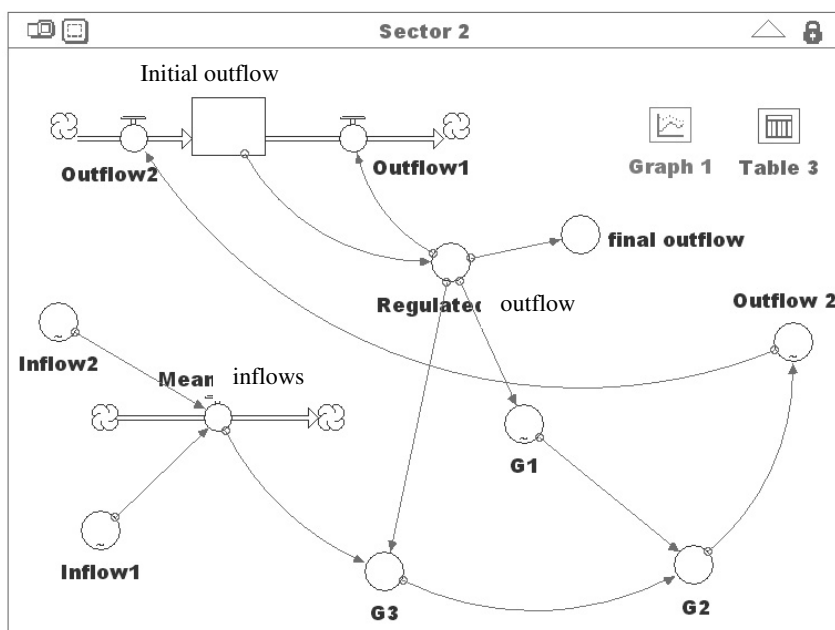 Sector 2
Initial outflow
Outflow2
Outflow1
Graph 1
Table 3
final outflow
Regulated outflow
Outflow 2
Inflow2
Mean inflows
~
~
~
G1
~
Inflow1
G3
G2